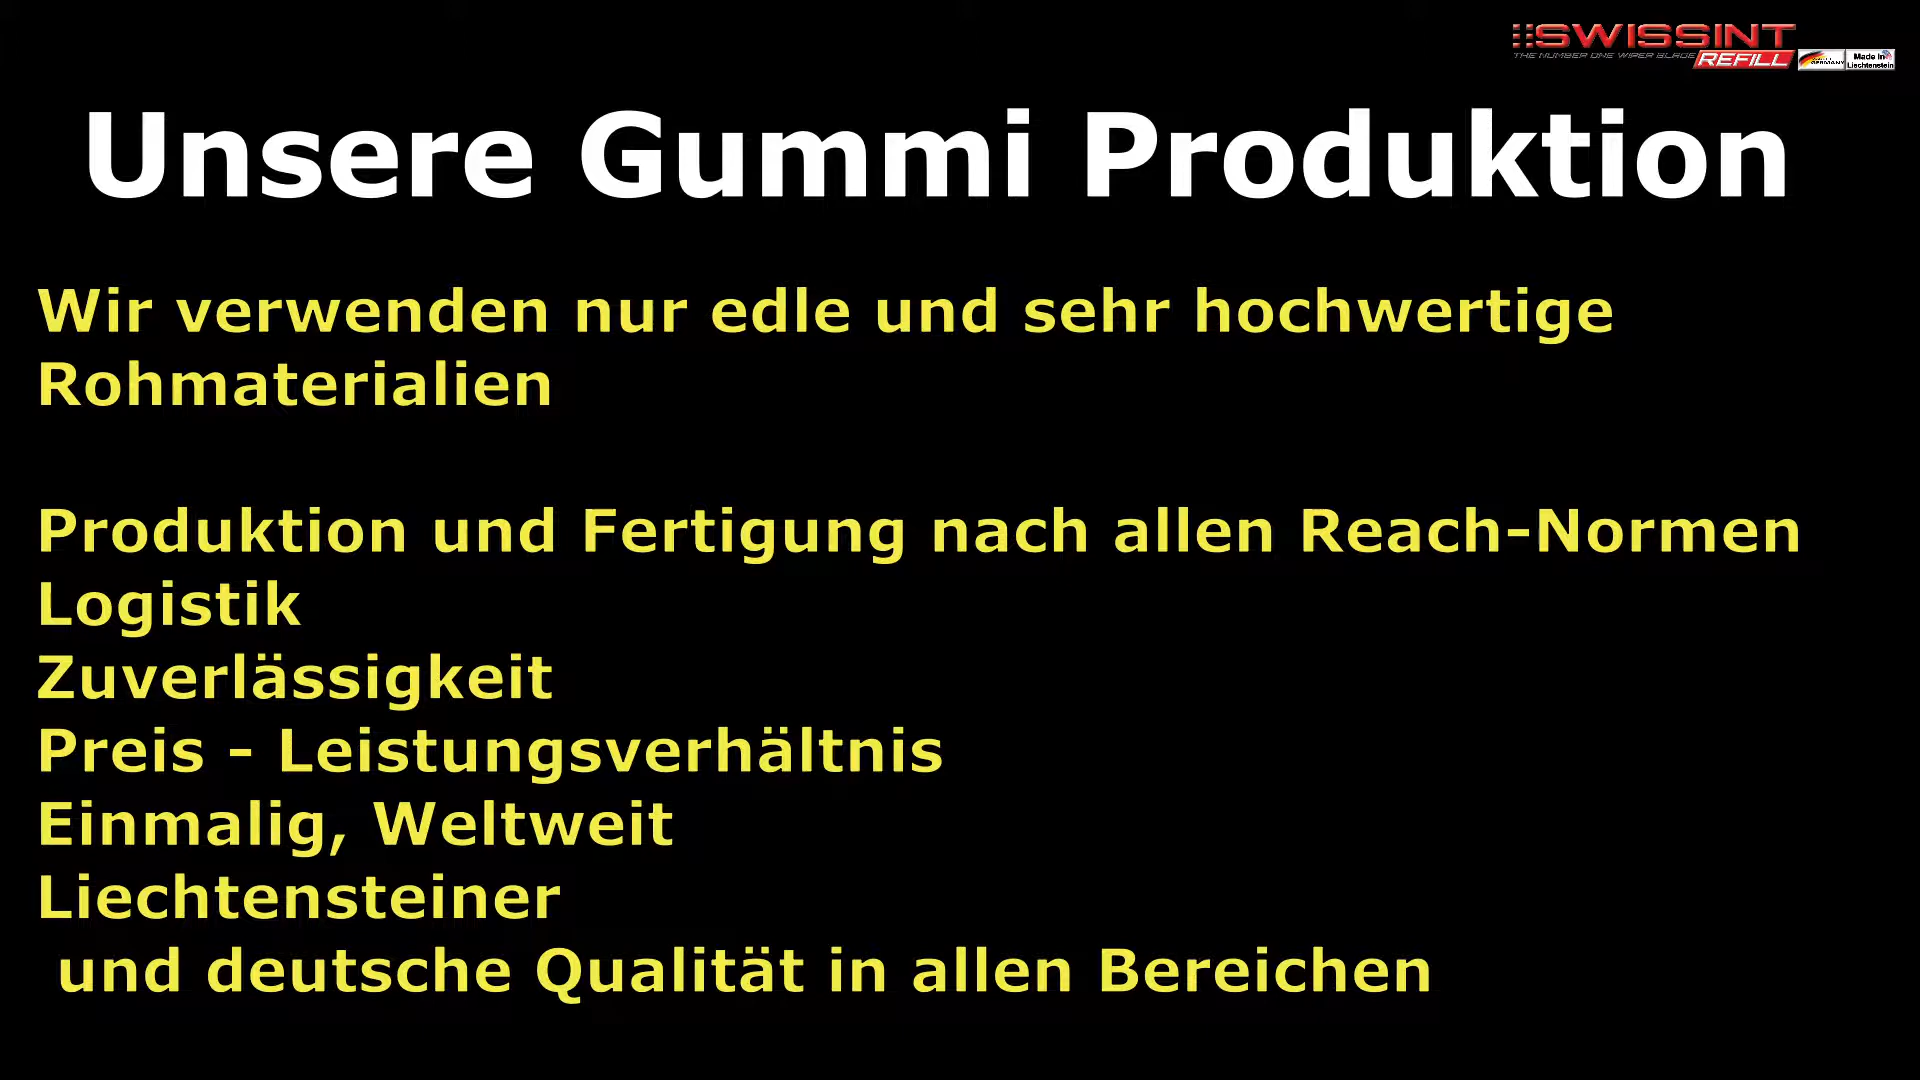 SWISSINT
THE NUMBER ONE WIPER BLADE
REFILL
GERMANY
Made in
Liechtenstein
Unsere Gummi Produktion
Wir verwenden nur edle und sehr hochwertige
Rohmaterialien
Produktion und Fertigung nach allen Reach-Normen
Logistik
Zuverlässigkeit
Preis - Leistungsverhältnis
Einmalig, Weltweit
Liechtensteiner
und deutsche Qualität in allen Bereichen